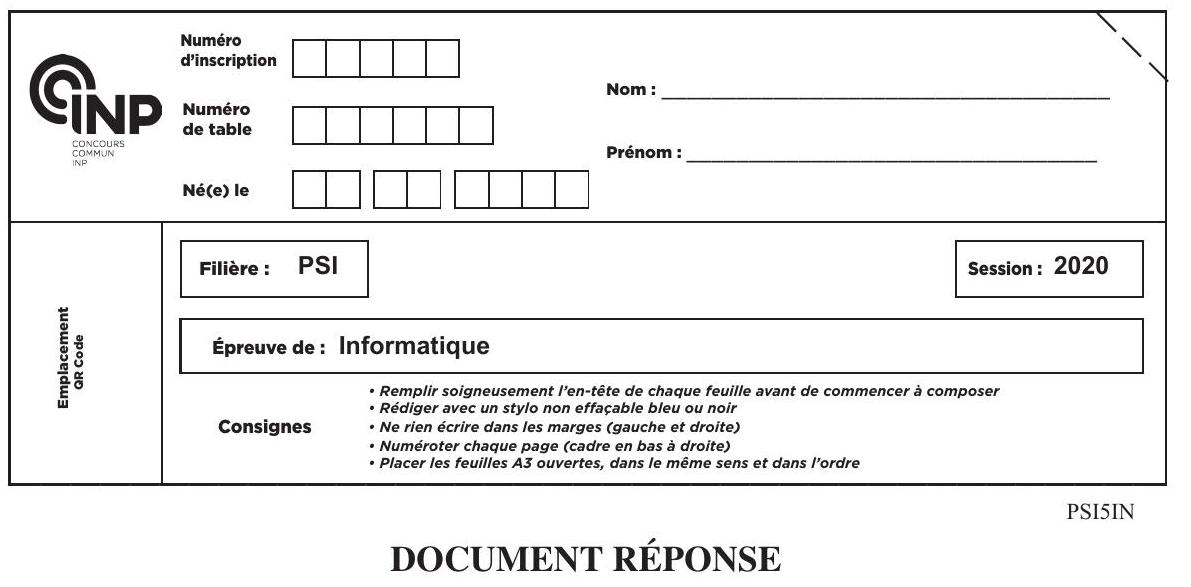 Numéro
d'inscription
Numéro
de table
Né(e) le
Nom :
Prénom :
INP
CONCOURS
COMMUN
INP
Emplacement
QR Code
Filière : PSI
Session : 2020
Épreuve de : Informatique
Consignes
• Remplir soigneusement l'en-tête de chaque feuille avant de commencer à composer
• Rédiger avec un stylo non effaçable bleu ou noir
• Ne rien écrire dans les marges (gauche et droite)
• Numéroter chaque page (cadre en bas à droite)
• Placer les feuilles A3 ouvertes, dans le même sens et dans l'ordre
PSI5IN
DOCUMENT RÉPONSE